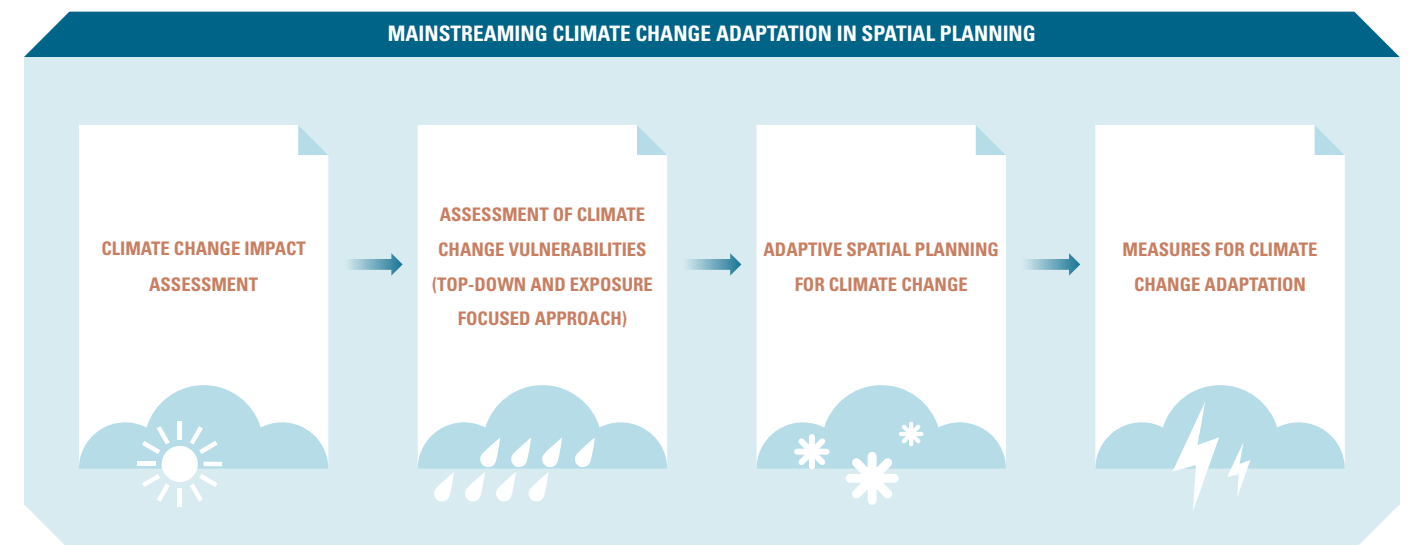 MAINSTREAMING CLIMATE CHANGE ADAPTATION IN SPATIAL PLANNING
CLIMATE CHANGE IMPACT
ASSESSMENT
ASSESSMENT OF CLIMATE
CHANGE VULNERABILITIES
(TOP-DOWN AND EXPOSURE
FOCUSED APPROACH)
ADAPTIVE SPATIAL PLANNING
FOR CLIMATE CHANGE
MEASURES FOR CLIMATE
CHANGE ADAPTATION